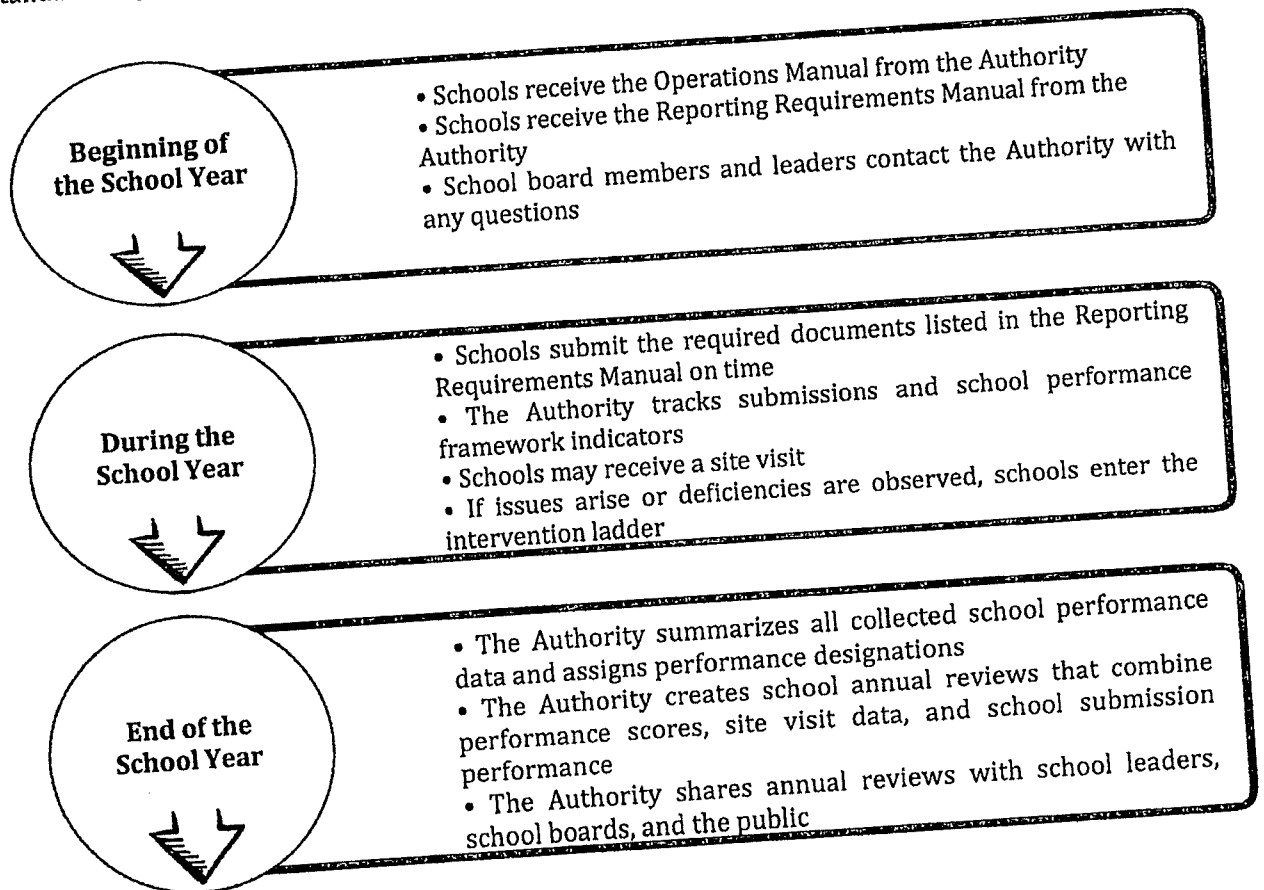 Beginning of
the School Year
• Schools receive the Operations Manual from the Authority
• Schools receive the Reporting Requirements Manual from the
Authority
• School board members and leaders contact the Authority with
any questions
During the
School Year
• Schools submit the required documents listed in the Reporting
Requirements Manual on time
• The Authority tracks submissions and school performance
framework indicators
• Schools may receive a site visit
• If issues arise or deficiencies are observed, schools enter the
intervention ladder
End of the
School Year
• The Authority summarizes all collected school performance
data and assigns performance designations
• The Authority creates school annual reviews that combine
performance scores, site visit data, and school submission
performance
• The Authority shares annual reviews with school leaders,
school boards, and the public